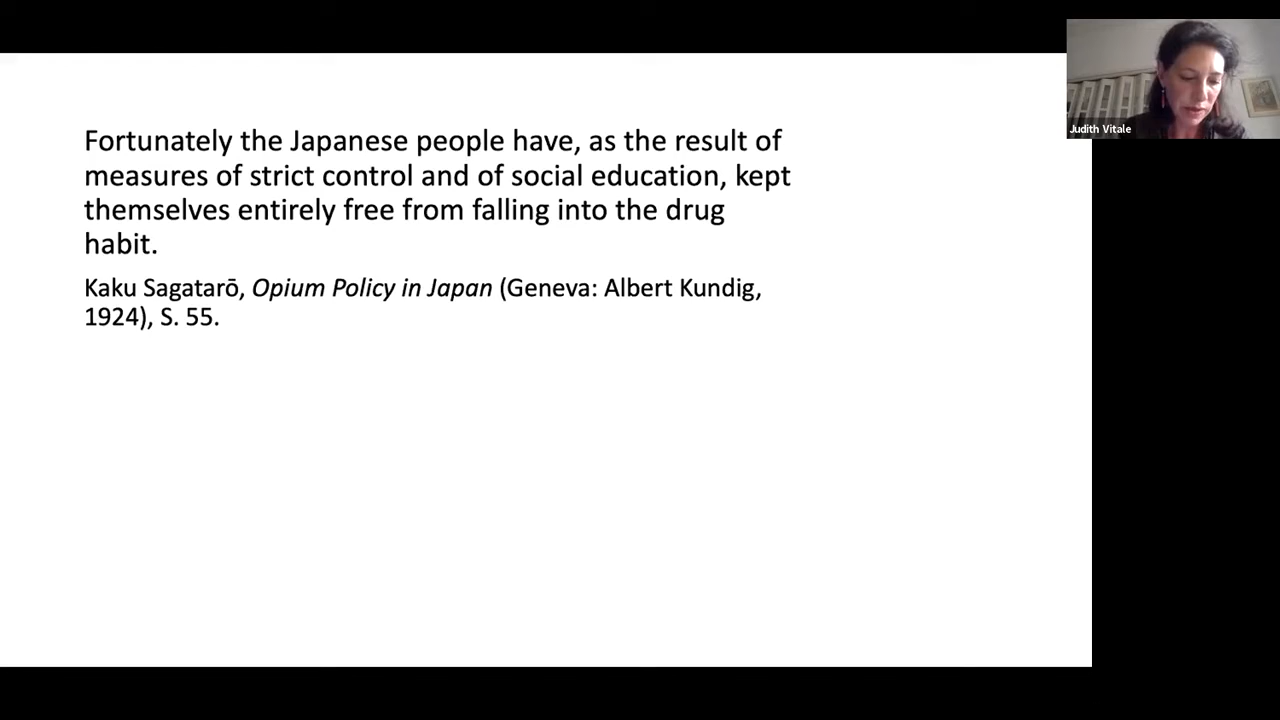 Fortunately the Japanese people have, as the result of
measures of strict control and of social education, kept
themselves entirely free from falling into the drug
habit.
Kaku Sagatarō, Opium Policy in Japan (Geneva: Albert Kundig,
1924), S. 55.
Judith Vitale